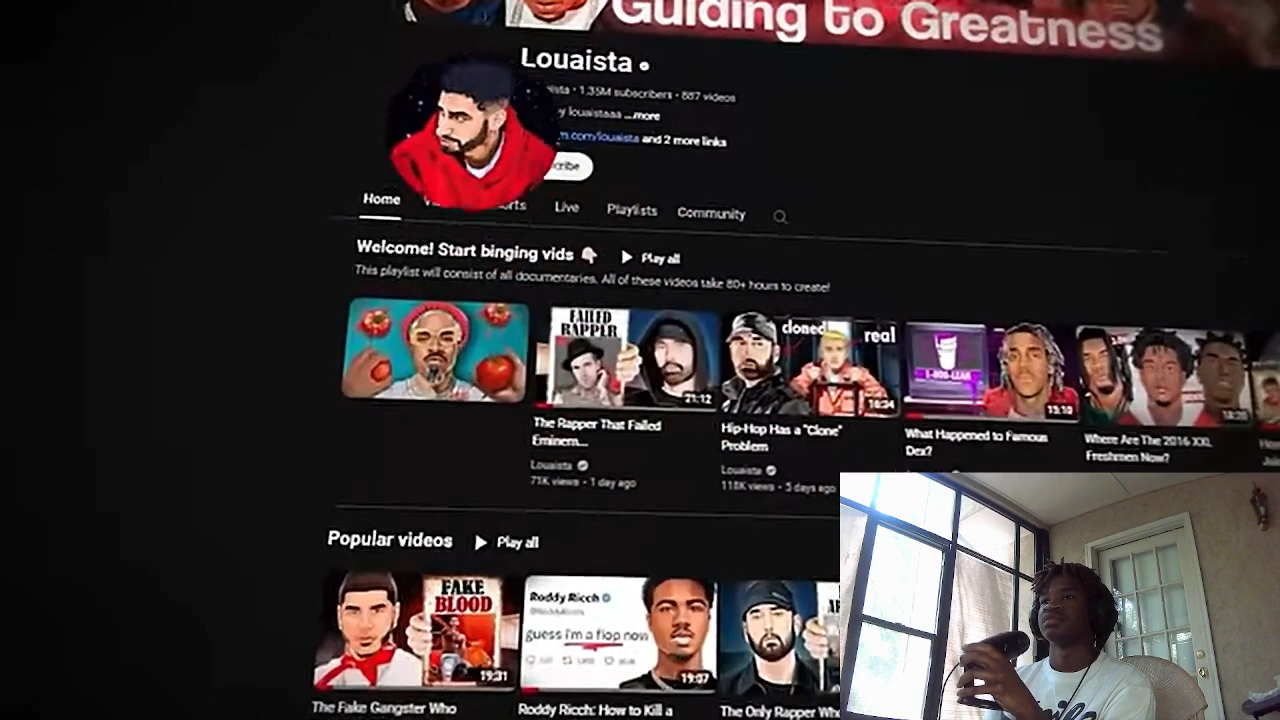 Guiding to Greatness
Louaista
1.35M subscribers • 887 videos
louaistaaa ...more
.com/louaista and 2 more links
Home
Live
Playlists
Community
Welcome! Start binging vids
Play all
This playlist will consist of all documentaries. All of these videos take 80+ hours to create!
FAILED
RAPPER
21:12
cloned
real
16:34
1-800-LEAN
15:10
18:28
The Rapper That Failed
Eminem...
Louaista
71K views • 1 day ago
Hip-Hop Has a "Clone"
Problem
Louaista
118K views • 5 days ago
What Happened to Famous
Dex?
Where Are The 2016 XXL
Freshmen Now?
Popular videos
Play all
FAKE
BLOOD
19:31
Roddy Ricch
guess i'm a flop now
19:07
The Fake Gangster Who
Roddy Ricch: How to Kill a
The Only Rapper Who